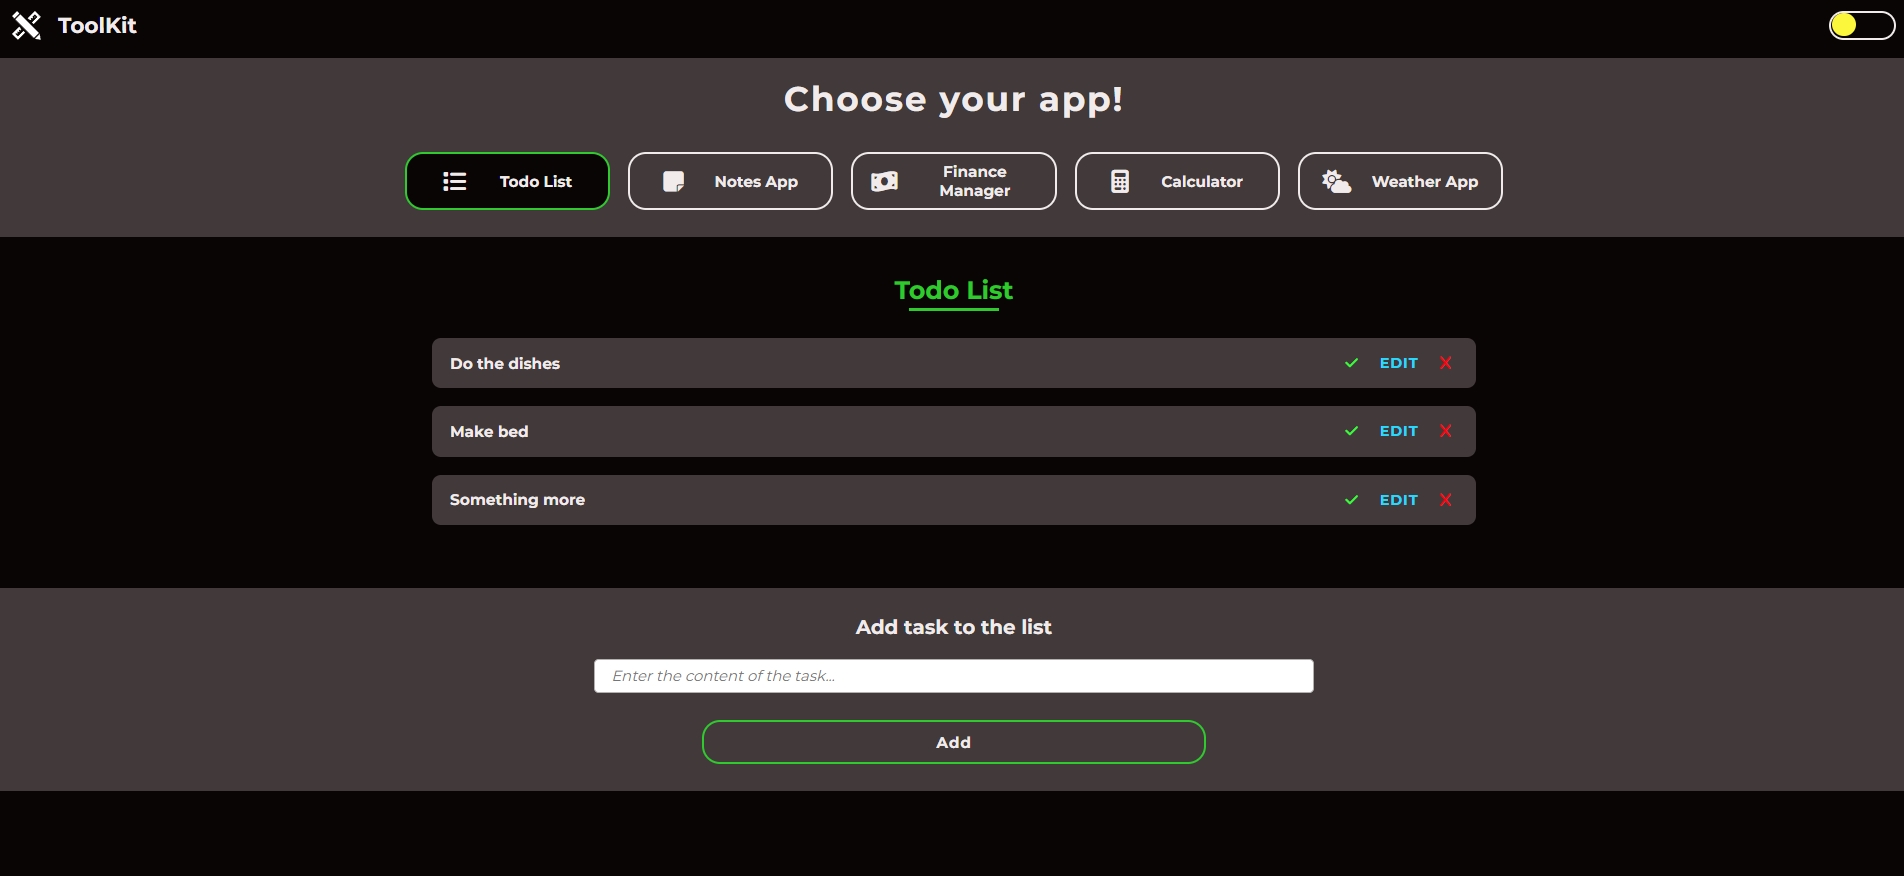 ToolKit
Choose your app!
Todo List
Notes App
Finance
Manager
Calculator
Weather App
Todo List
Do the dishes
EDIT X
Make bed
EDIT X
Something more
EDIT X
Add task to the list
Enter the content of the task...
Add